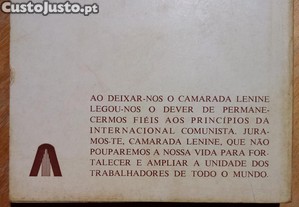 CustoJusto.pt
AO DEIXAR-NOS O CAMARADA LENINE
LEGOU-NOS O DEVER DE PERMANE-
CERMOS FIÉIS AOS PRINCÍPIOS DA
INTERNACIONAL COMUNISTA. JURA-
MOS-TE, CAMARADA LENINE, QUE NÃO
POUPAREMOS A NOSSA VIDA PARA FOR-
TALECER E AMPLIAR A UNIDADE DOS
TRABALHADORES DE TODO O MUNDO.